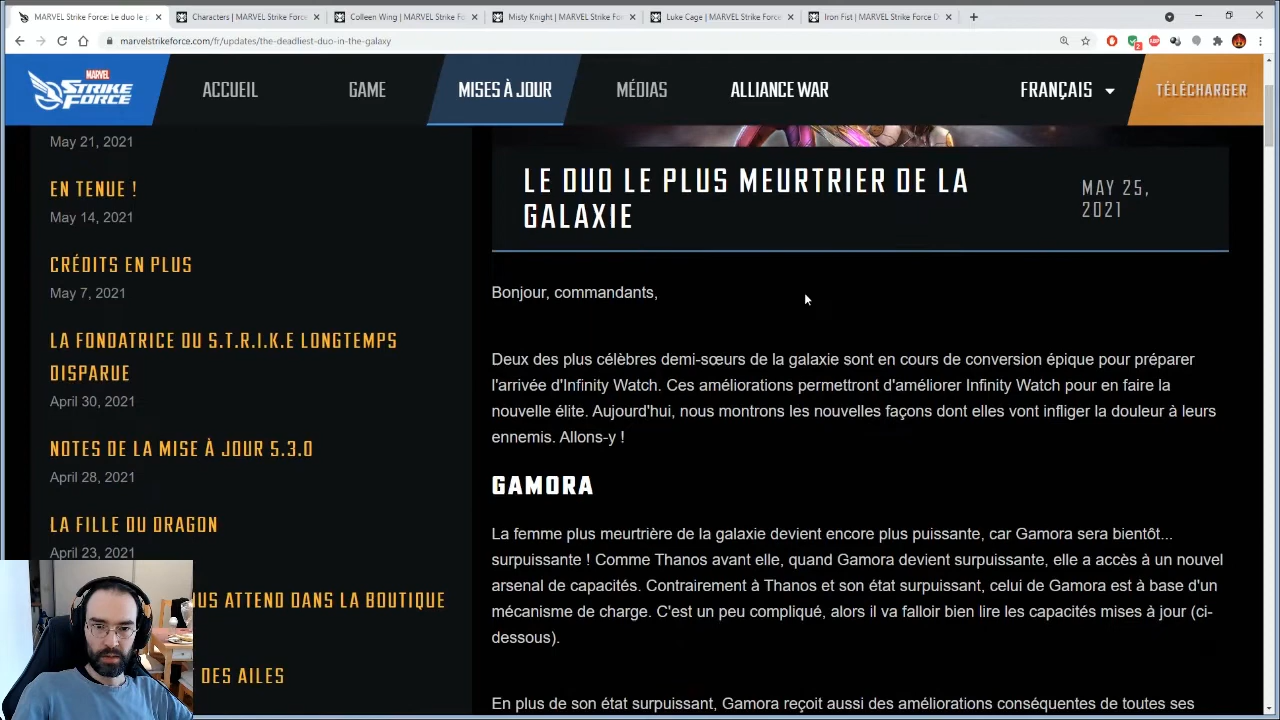 MARVEL Strike Force: Le duo le p
Characters | MARVEL Strike Force
Colleen Wing | MARVEL Strike Fo
Misty Knight | MARVEL Strike Forc
Luke Cage | MARVEL Strike Force
Iron Fist | MARVEL Strike Force D
marvelstrikeforce.com/fr/updates/the-deadliest-duo-in-the-galaxy
MARVEL
STRIKE
FORCE
ACCUEIL
GAME
MISES À JOUR
MÉDIAS
ALLIANCE WAR
FRANÇAIS
TÉLÉCHARGER
May 21, 2021
EN TENUE !
May 14, 2021
CRÉDITS EN PLUS
May 7, 2021
LA FONDATRICE DU S.T.R.I.K.E LONGTEMPS
DISPARUE
April 30, 2021
NOTES DE LA MISE À JOUR 5.3.0
April 28, 2021
LA FILLE DU DRAGON
April 23, 2021
US ATTEND DANS LA BOUTIQUE
DES AILES
LE DUO LE PLUS MEURTRIER DE LA
GALAXIE
MAY 25,
2021
Bonjour, commandants,
Deux des plus célèbres demi-sœurs de la galaxie sont en cours de conversion épique pour préparer
l'arrivée d'Infinity Watch. Ces améliorations permettront d'améliorer Infinity Watch pour en faire la
nouvelle élite. Aujourd'hui, nous montrons les nouvelles façons dont elles vont infliger la douleur à leurs
ennemis. Allons-y !
GAMORA
La femme plus meurtrière de la galaxie devient encore plus puissante, car Gamora sera bientôt...
surpuissante ! Comme Thanos avant elle, quand Gamora devient surpuissante, elle a accès à un nouvel
arsenal de capacités. Contrairement à Thanos et son état surpuissant, celui de Gamora est à base d'un
mécanisme de charge. C'est un peu compliqué, alors il va falloir bien lire les capacités mises à jour (ci-
dessous).
En plus de son état surpuissant, Gamora reçoit aussi des améliorations conséquentes de toutes ses